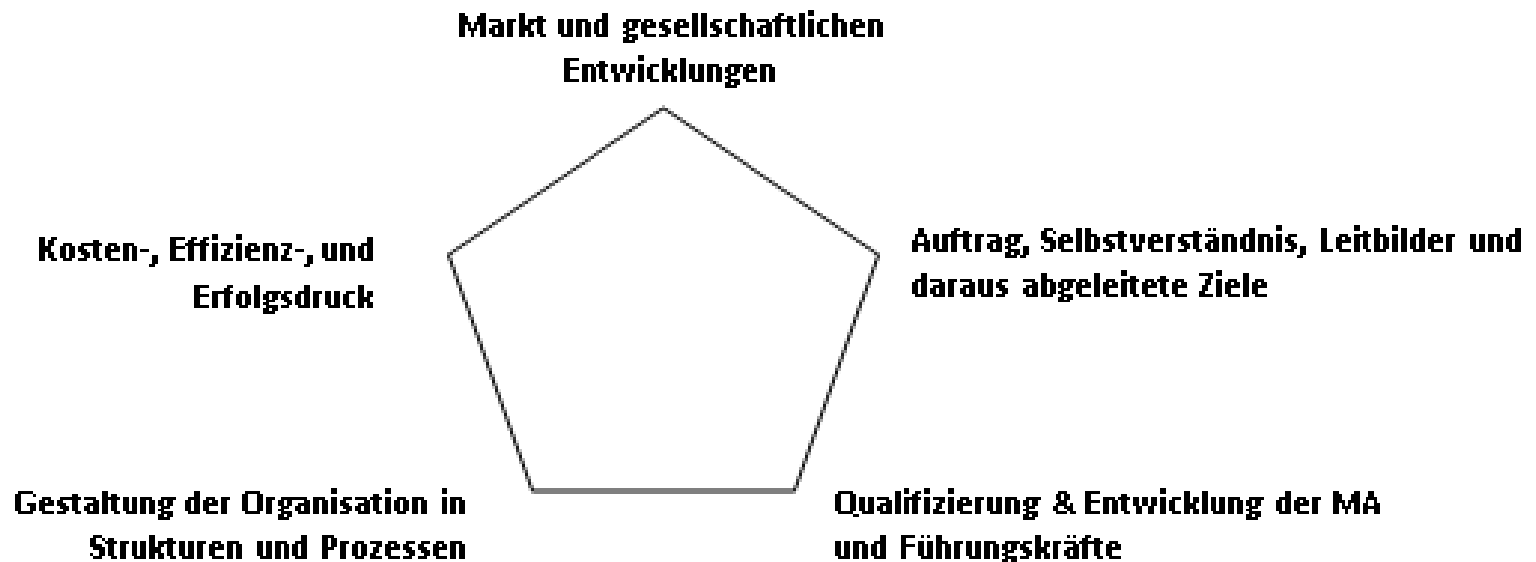 Markt und gesellschaftlichen
Entwicklungen
Kosten-, Effizienz-, und
Erfolgsdruck
Auftrag, Selbstverständnis, Leitbilder und
daraus abgeleitete Ziele
Gestaltung der Organisation in
Strukturen und Prozessen
Qualifizierung & Entwicklung der MA
und Führungskräfte